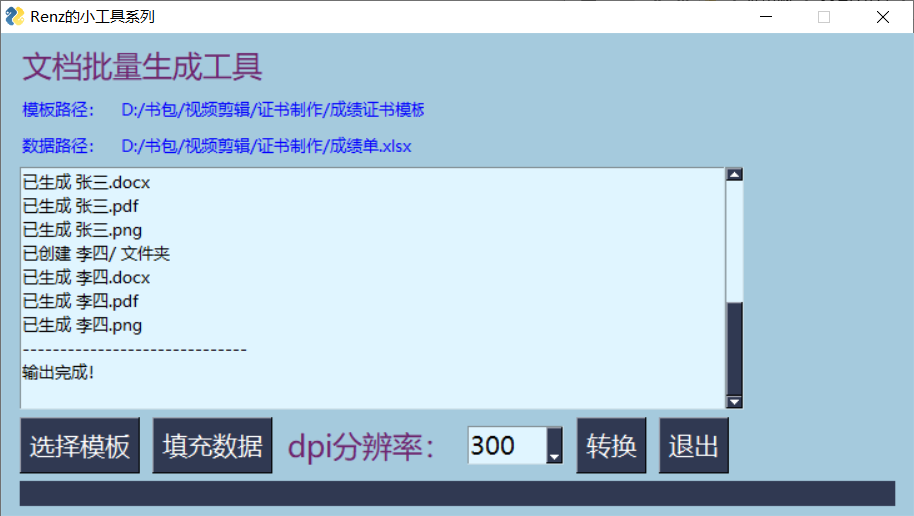 Renz的小工具系列
文档批量生成工具
模板路径： D:/书包/视频剪辑/证书制作/成绩证书模板
数据路径： D:/书包/视频剪辑/证书制作/成绩单.xlsx
已生成 张三.docx
已生成 张三.pdf
已生成 张三.png
已创建 李四/ 文件夹
已生成 李四.docx
已生成 李四.pdf
已生成 李四.png
------------------------------
输出完成！
选择模板 填充数据 dpi分辨率： 300 转换 退出